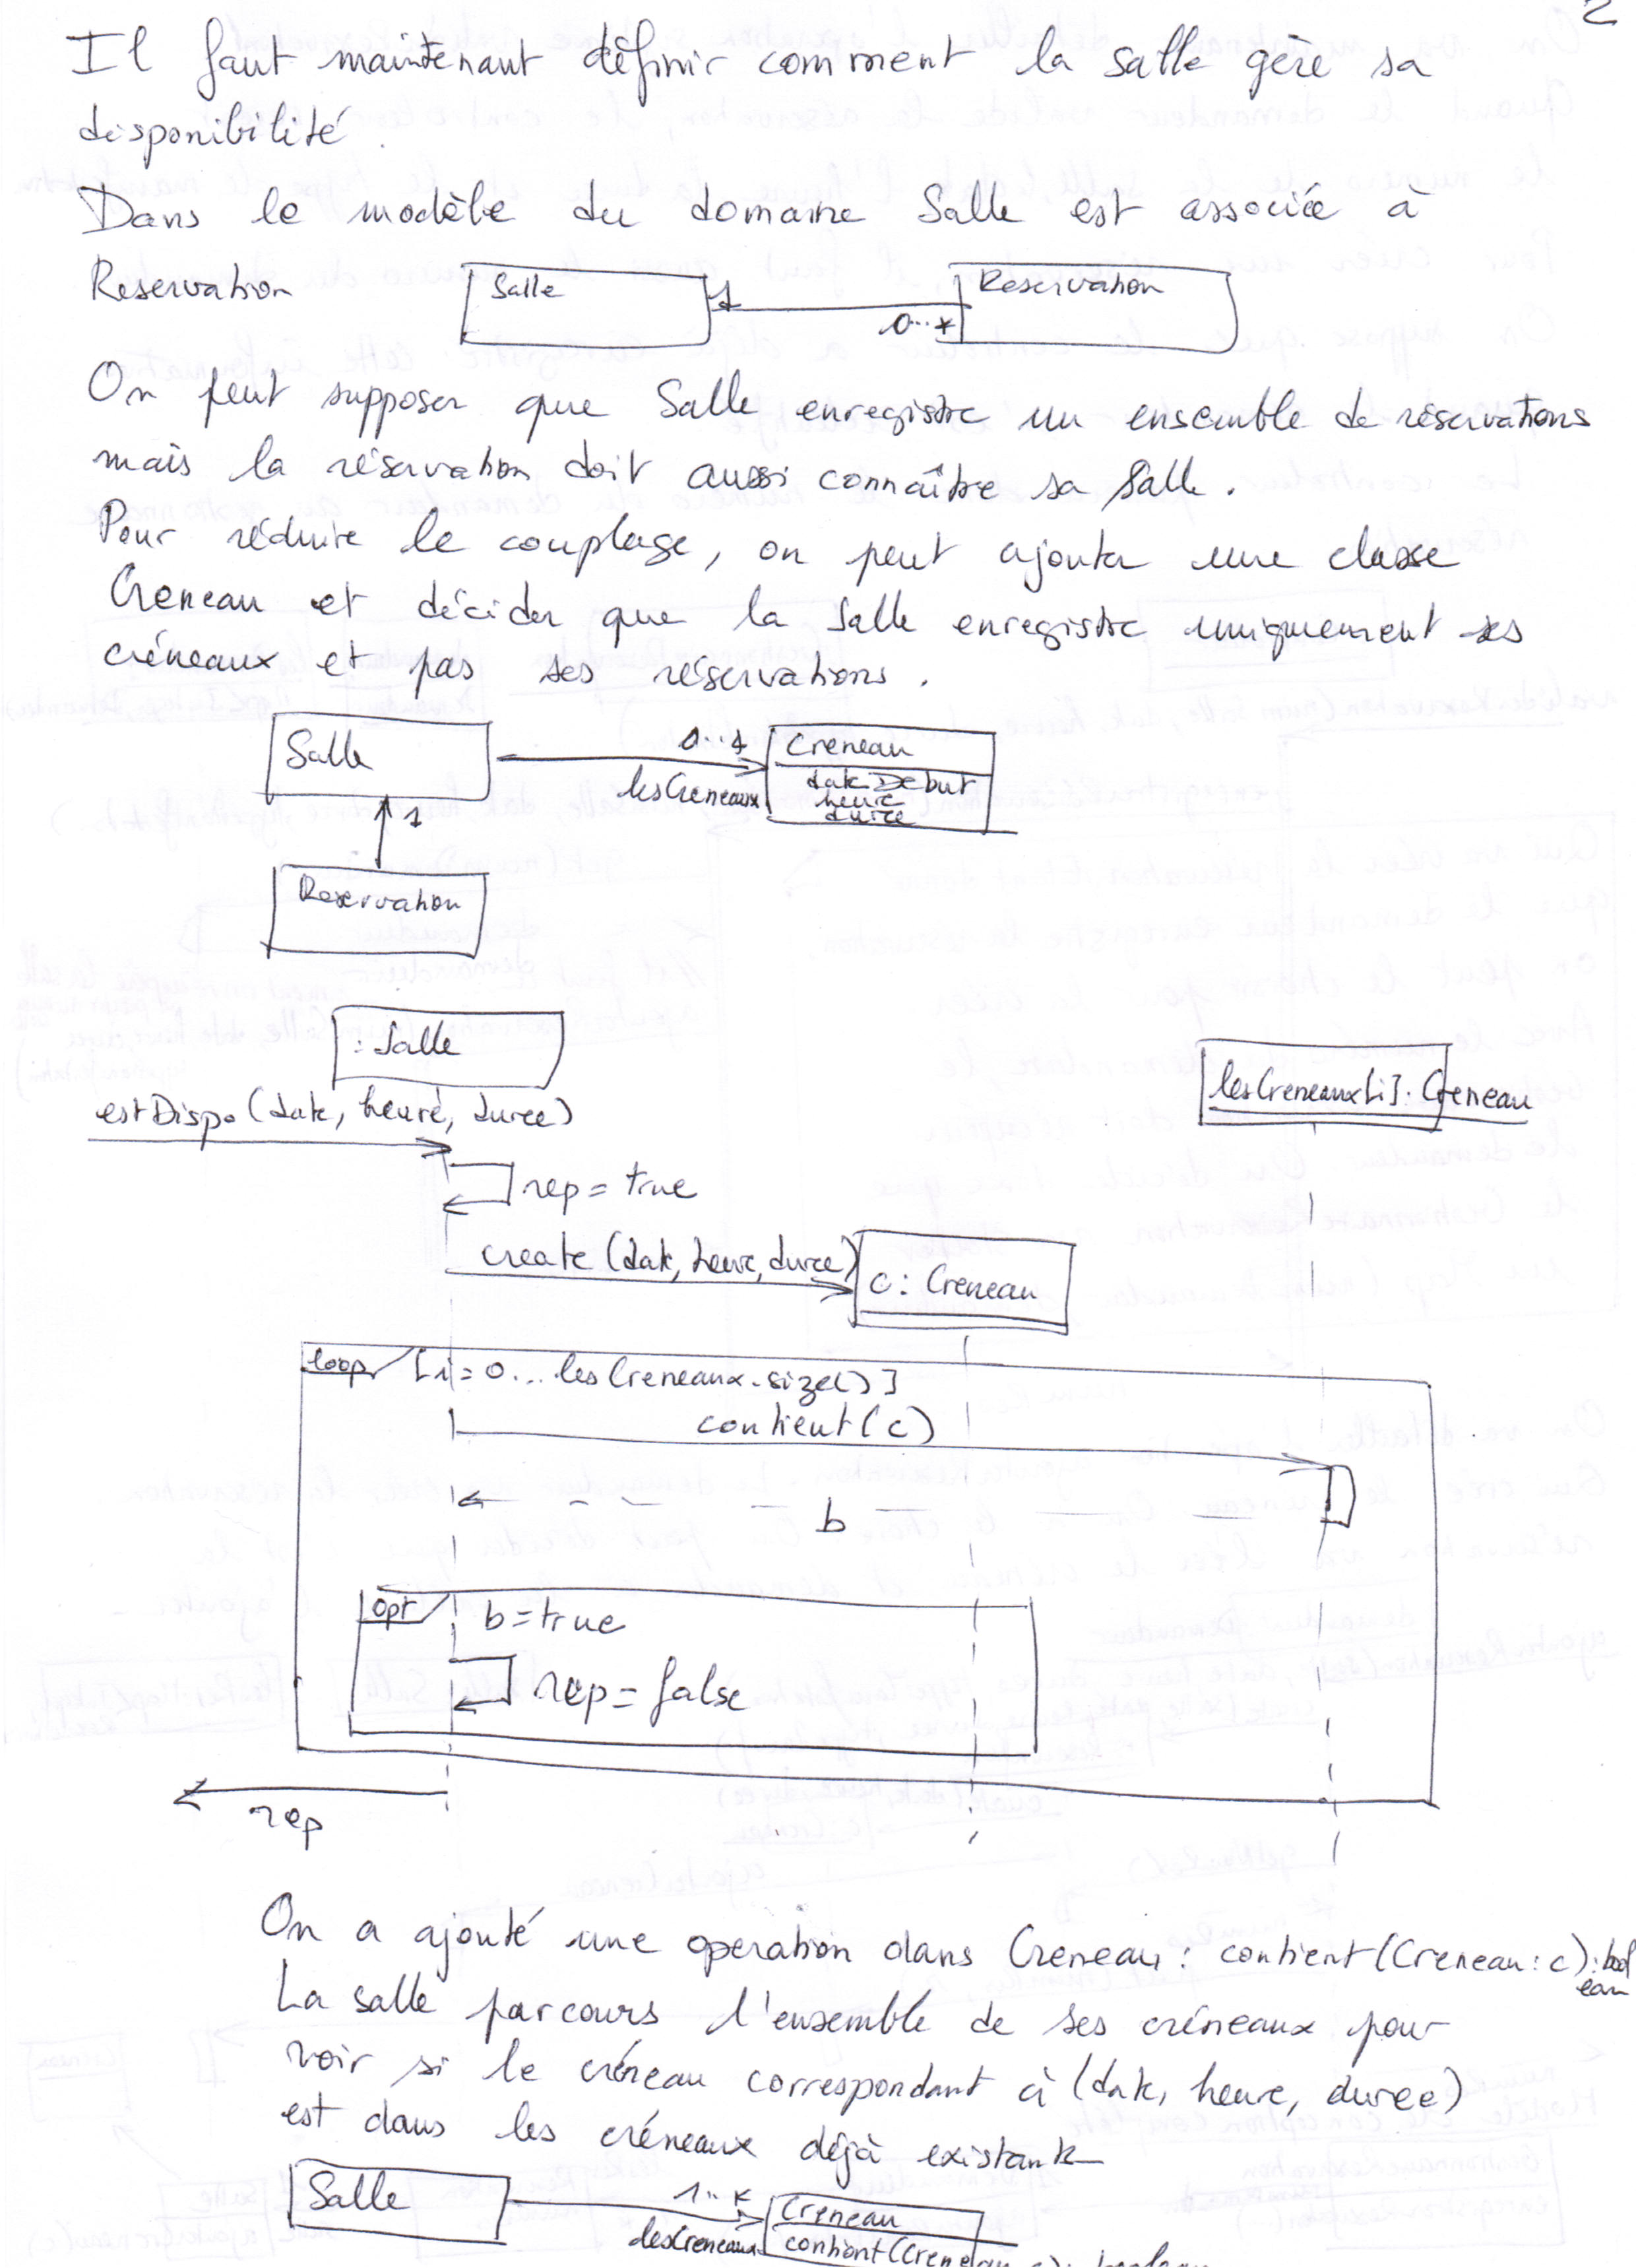 2
Il faut maintenant définir comment la salle gère sa
disponibilité.
Dans le modèle du domaine Salle est associée à
Reservation
Salle 1 0..* Reservation
On peut supposer que Salle enregistre un ensemble de réservations
mais la réservation doit aussi connaître sa Salle.
Pour réduire le couplage, on peut ajouter une classe
Creneau et décider que la Salle enregistre uniquement ses
créneaux et pas ses réservations.
Salle 1..* Creneau
lesCreneaux dateDebut
heure
duree
1
Reservation
: Salle
lesCreneaux[i]: Creneau
estDispo(date, heure, duree)
rep = true
create(date, heure, duree) c: Creneau
loop [i=0...lesCreneaux.size()]
contient(c)
b
opt b=true
rep = false
rep
On a ajouté une operation dans Creneau : contient(Creneau : c) : bool
ean
La salle parcours l'ensemble de ses créneaux pour
voir si le créneau correspondant à (date, heure, duree)
est dans les créneaux déjà existants
Salle 1..* Creneau
lesCreneaux contient(Creneau c): boolean